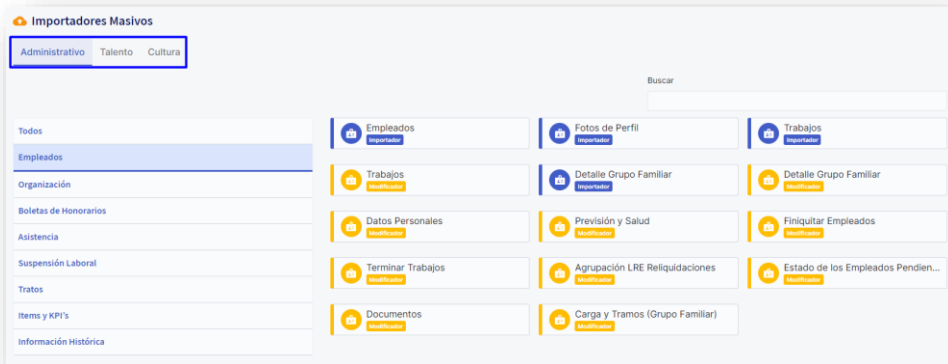 Importadores Masivos
Administrativo Talento Cultura
Buscar
Todos
Empleados
Organización
Boletas de Honorarios
Asistencia
Suspensión Laboral
Tratos
Items y KPI's
Información Histórica
Empleados
Importador
Fotos de Perfil
Importador
Trabajos
Importador
Trabajos
Modificador
Detalle Grupo Familiar
Importador
Detalle Grupo Familiar
Modificador
Datos Personales
Modificador
Previsión y Salud
Modificador
Finiquitar Empleados
Modificador
Terminar Trabajos
Modificador
Agrupación LRE Reliquidaciones
Modificador
Estado de los Empleados Pendien...
Modificador
Documentos
Modificador
Carga y Tramos (Grupo Familiar)
Modificador